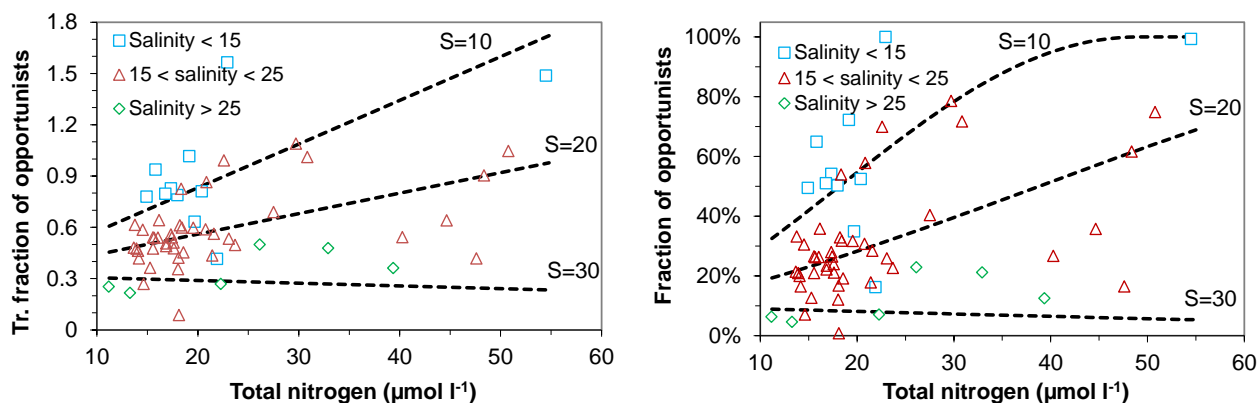 Tr. fraction of opportunists
1.8
1.5
1.2
0.9
0.6
0.3
0
Salinity < 15
15 < salinity < 25
Salinity > 25
S=10
S=20
S=30
10 20 30 40 50 60
Total nitrogen (µmol l⁻¹)
Fraction of opportunists
100%
80%
60%
40%
20%
0%
Salinity < 15
15 < salinity < 25
Salinity > 25
S=10
S=20
S=30
10 20 30 40 50 60
Total nitrogen (µmol l⁻¹)